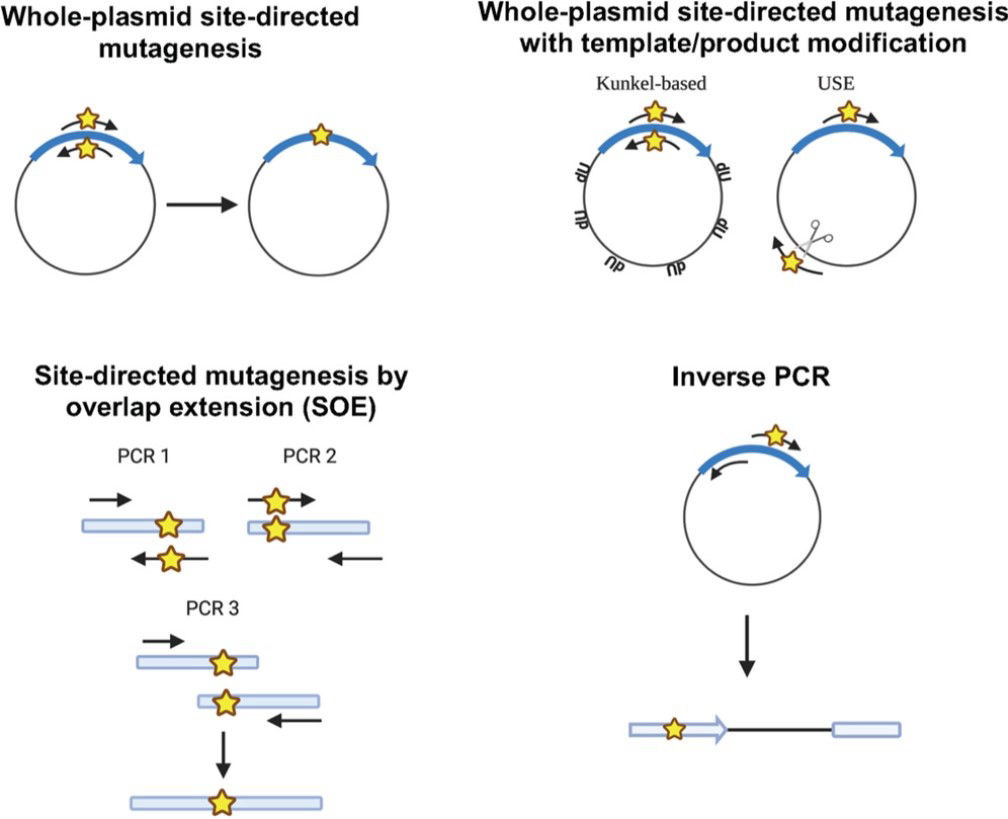 Whole-plasmid site-directed
mutagenesis
Whole-plasmid site-directed mutagenesis
with template/product modification
Kunkel-based
USE
dU
dU
dU
dU
dU
dU
Site-directed mutagenesis by
overlap extension (SOE)
PCR 1
PCR 2
PCR 3
Inverse PCR